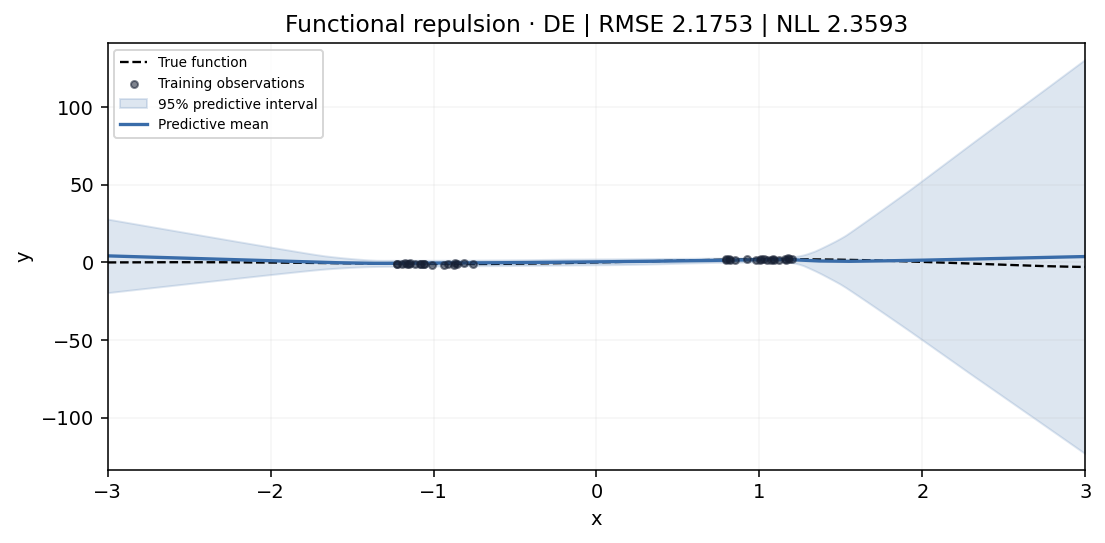 Functional repulsion · DE | RMSE 2.1753 | NLL 2.3593
True function
Training observations
95% predictive interval
Predictive mean
y
100
50
0
−50
−100
−3
−2
−1
0
1
2
3
x